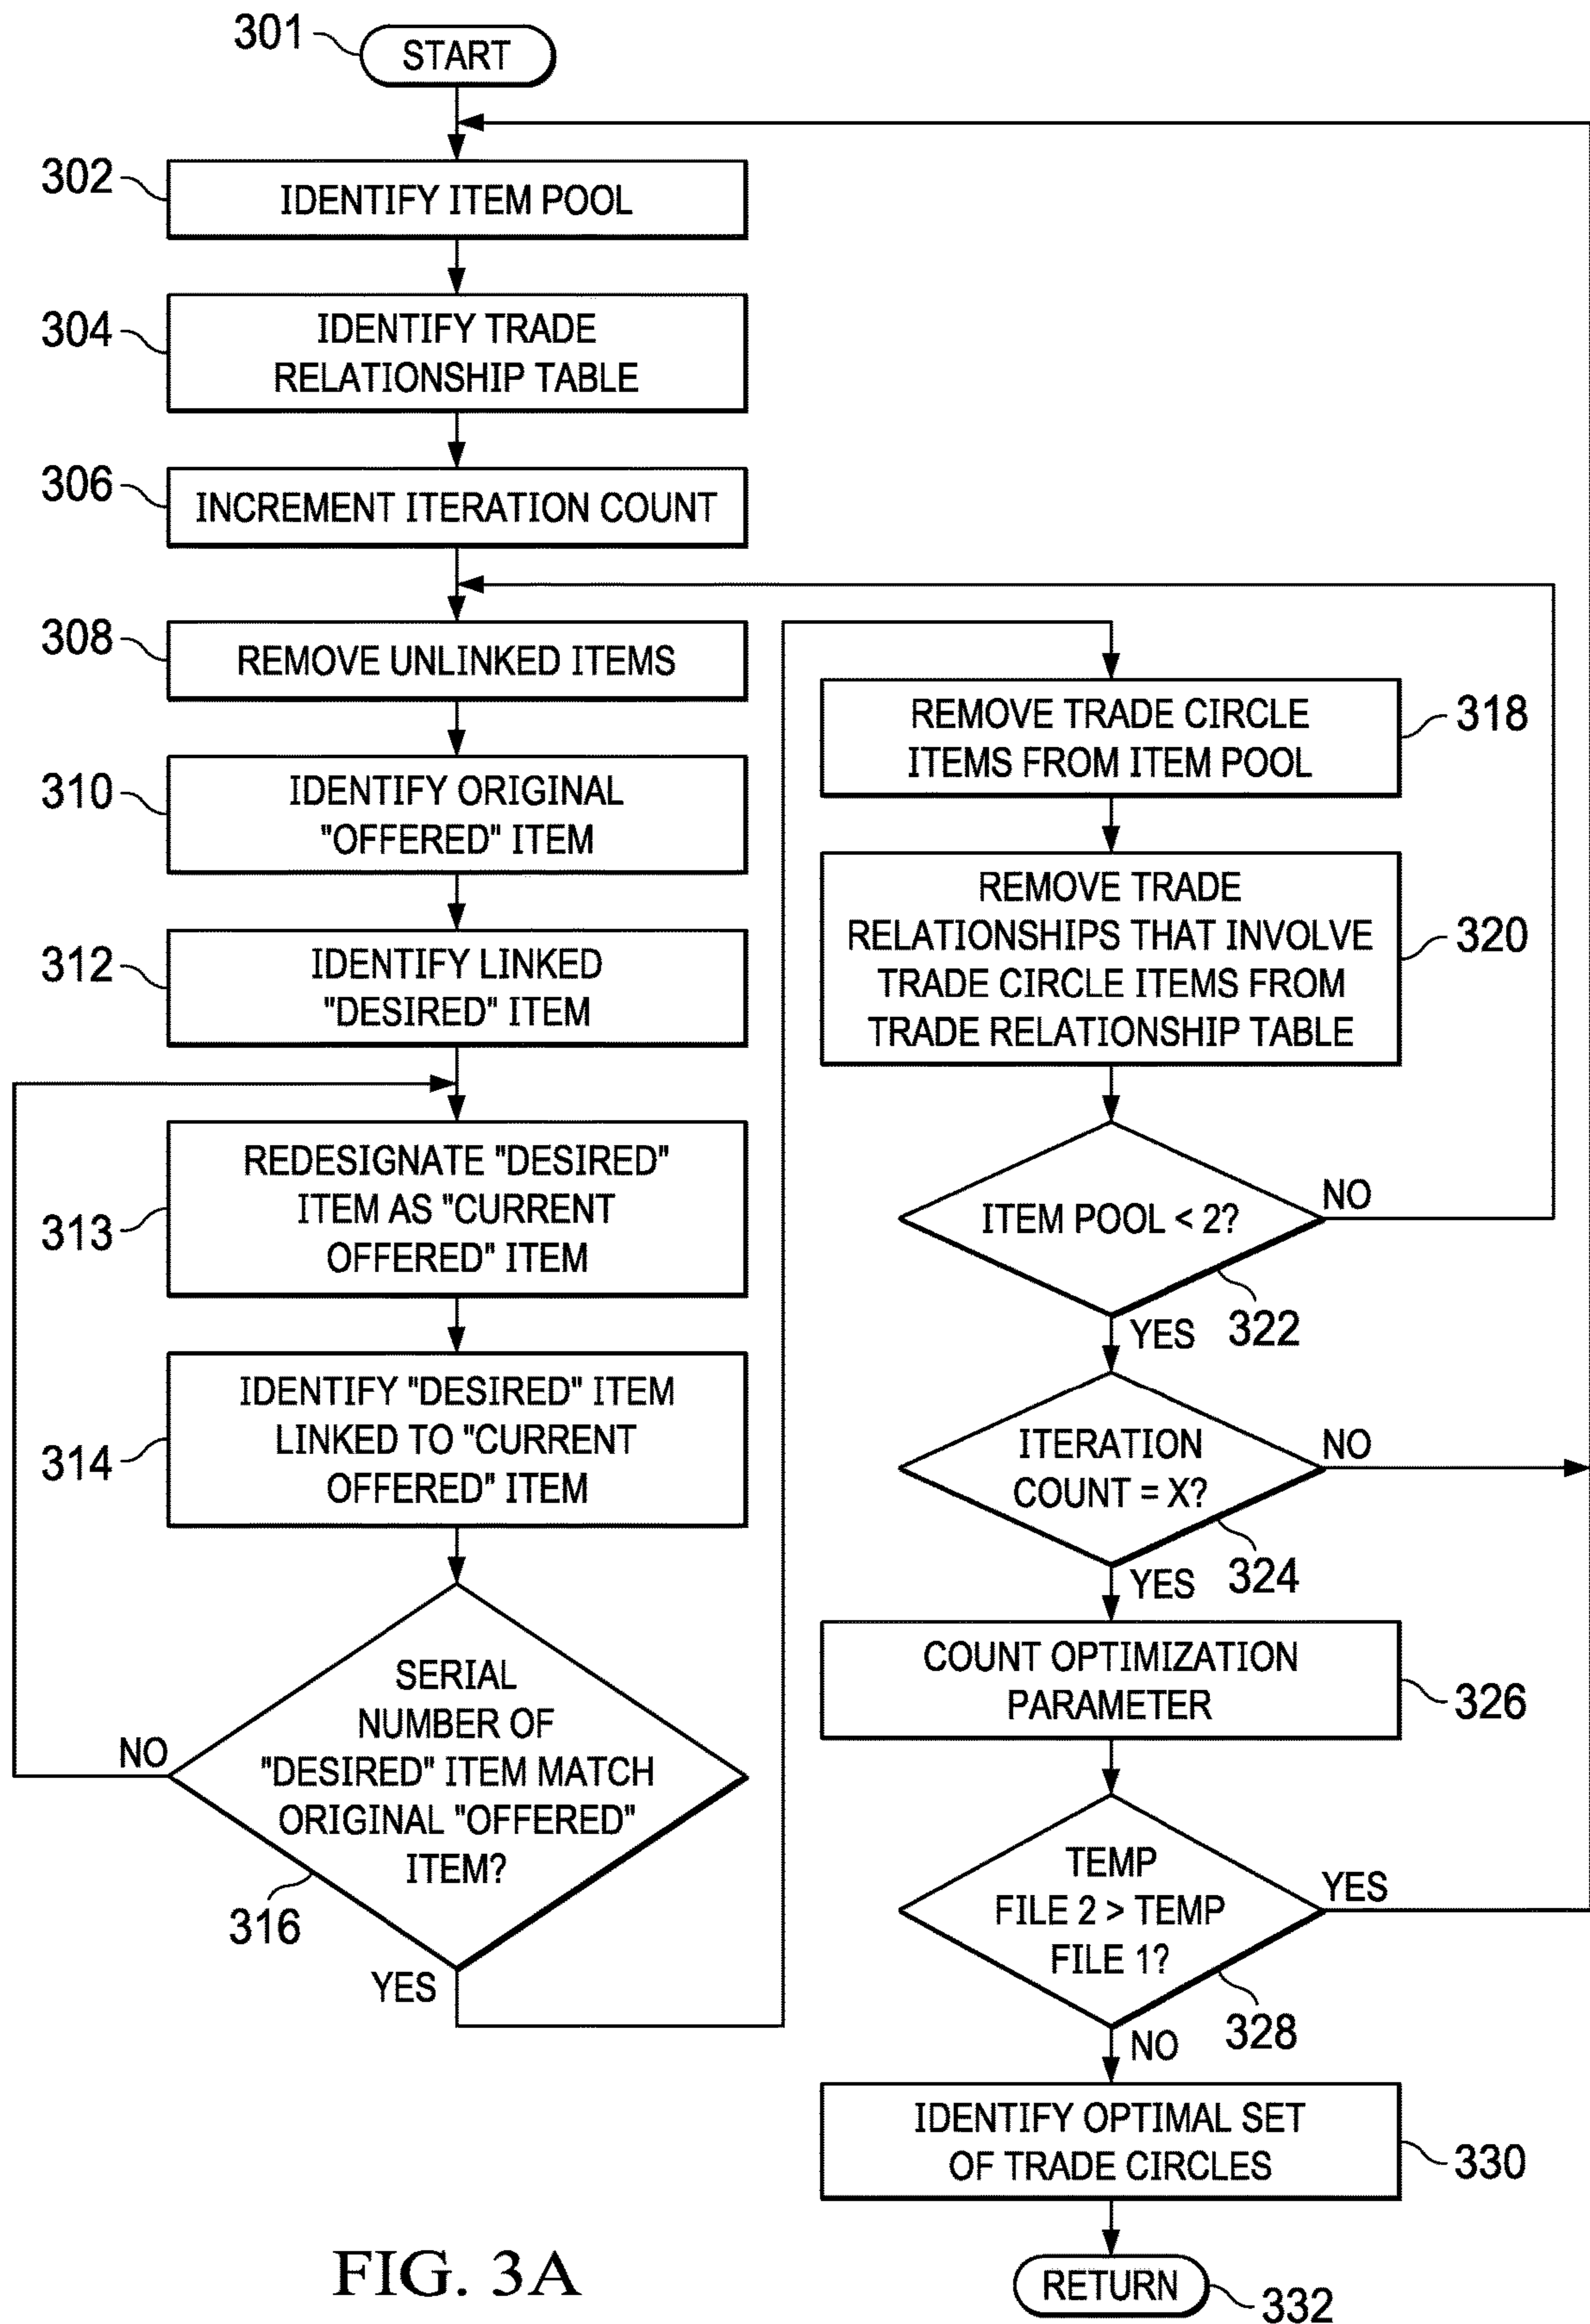 301
START
302
IDENTIFY ITEM POOL
304
IDENTIFY TRADE
RELATIONSHIP TABLE
306
INCREMENT ITERATION COUNT
308
REMOVE UNLINKED ITEMS
310
IDENTIFY ORIGINAL
"OFFERED" ITEM
312
IDENTIFY LINKED
"DESIRED" ITEM
313
REDESIGNATE "DESIRED"
ITEM AS "CURRENT
OFFERED" ITEM
314
IDENTIFY "DESIRED" ITEM
LINKED TO "CURRENT
OFFERED" ITEM
SERIAL
NUMBER OF
"DESIRED" ITEM MATCH
ORIGINAL "OFFERED"
ITEM?
NO
316
YES
REMOVE TRADE CIRCLE
ITEMS FROM ITEM POOL
318
REMOVE TRADE
RELATIONSHIPS THAT INVOLVE
TRADE CIRCLE ITEMS FROM
TRADE RELATIONSHIP TABLE
320
ITEM POOL < 2?
NO
322
YES
ITERATION
COUNT = X?
NO
324
YES
COUNT OPTIMIZATION
PARAMETER
326
TEMP
FILE 2 > TEMP
FILE 1?
YES
328
NO
IDENTIFY OPTIMAL SET
OF TRADE CIRCLES
330
RETURN
332
FIG. 3A